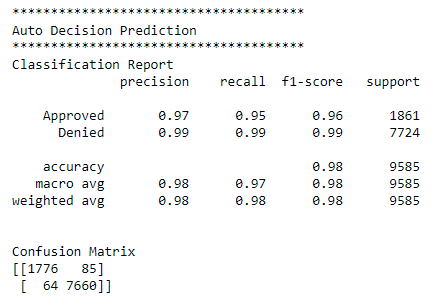 **************************************
Auto Decision Prediction
**************************************
Classification Report
precision recall f1-score support
Approved 0.97 0.95 0.96 1861
Denied 0.99 0.99 0.99 7724
accuracy 0.98 9585
macro avg 0.98 0.97 0.98 9585
weighted avg 0.98 0.98 0.98 9585
Confusion Matrix
[[1776 85]
[ 64 7660]]